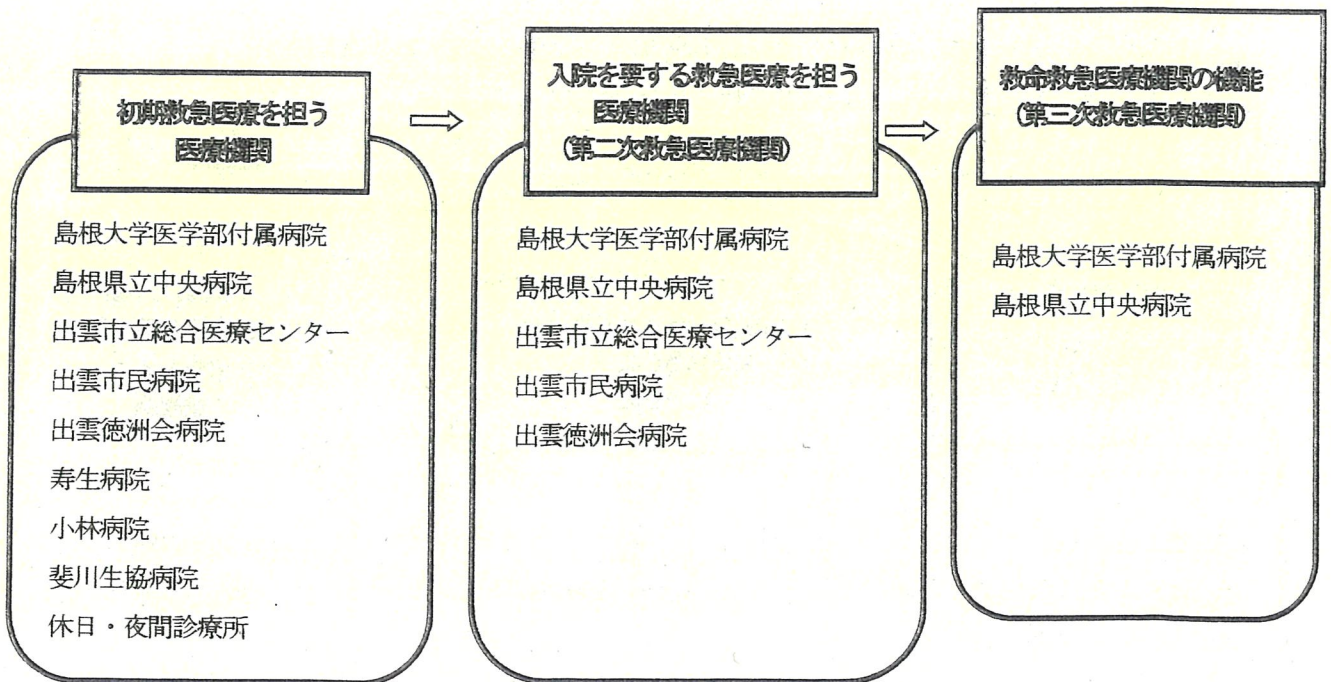 初期救急医療を担う
医療機関
島根大学医学部付属病院
島根県立中央病院
出雲市立総合医療センター
出雲市民病院
出雲徳洲会病院
寿生病院
小林病院
斐川生協病院
休日・夜間診療所
入院を要する救急医療を担う
医療機関
(第二次救急医療機関)
島根大学医学部付属病院
島根県立中央病院
出雲市立総合医療センター
出雲市民病院
出雲徳洲会病院
救命救急医療機関の機能
(第三次救急医療機関)
島根大学医学部付属病院
島根県立中央病院